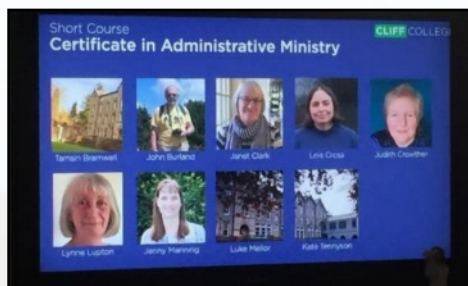 Short Course
CLIFF COLLEGE
Certificate in Administrative Ministry
Tamsin Bramwell
John Burland
Janet Clark
Lois Cross
Judith Crowther
Lynne Lupton
Jenny Manning
Luke Mellor
Kate Tennyson